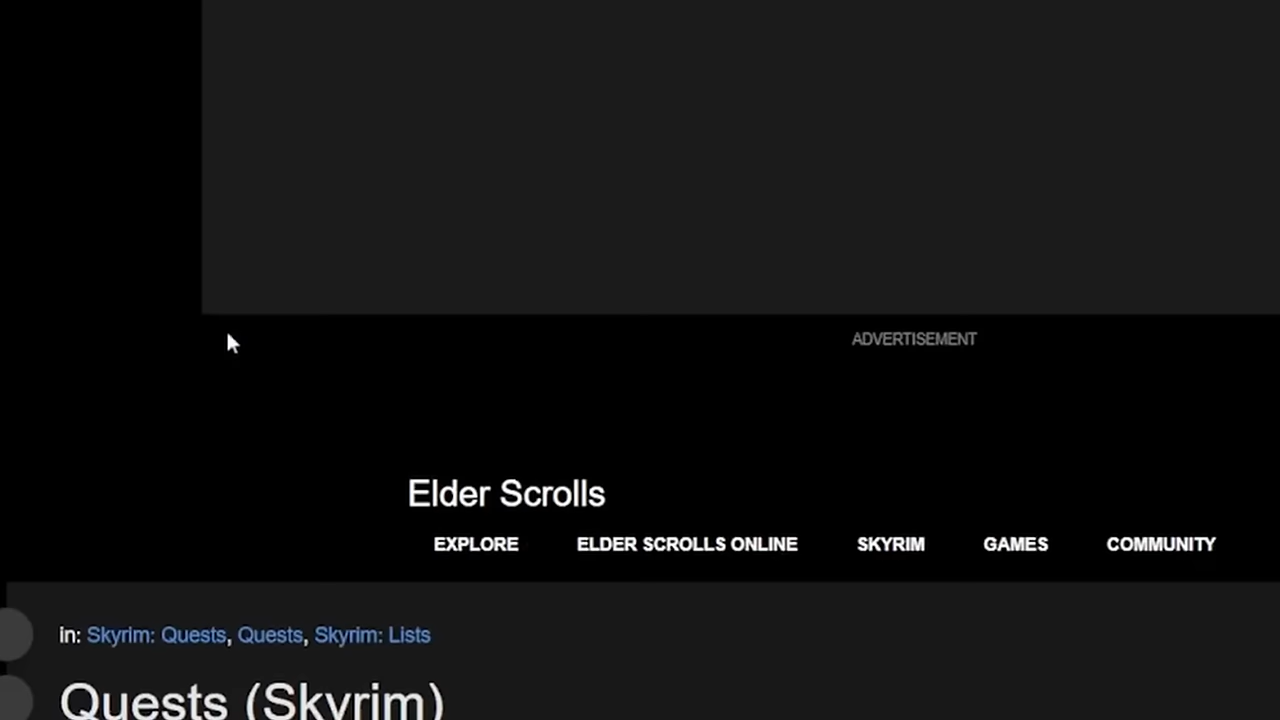 ADVERTISEMENT
Elder Scrolls
EXPLORE ELDER SCROLLS ONLINE SKYRIM GAMES COMMUNITY
in: Skyrim: Quests, Quests, Skyrim: Lists
Quests (Skyrim)